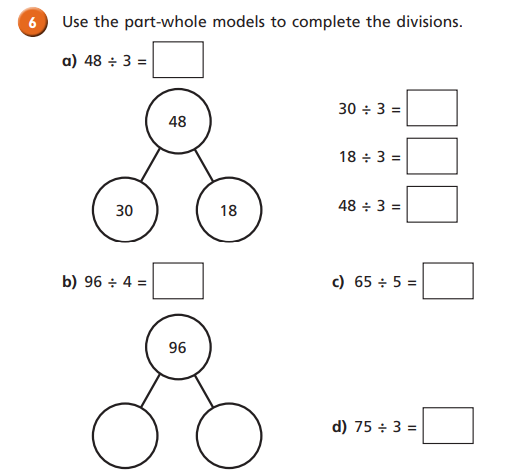 6 Use the part-whole models to complete the divisions.
a) 48 ÷ 3 =
48
30 18
30 ÷ 3 =
18 ÷ 3 =
48 ÷ 3 =
b) 96 ÷ 4 =
96
c) 65 ÷ 5 =
d) 75 ÷ 3 =